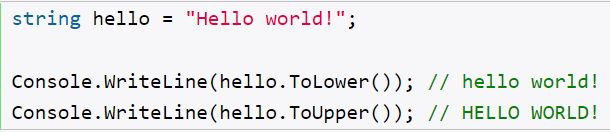 string hello = "Hello world!";
Console.WriteLine(hello.ToLower()); // hello world!
Console.WriteLine(hello.ToUpper()); // HELLO WORLD!